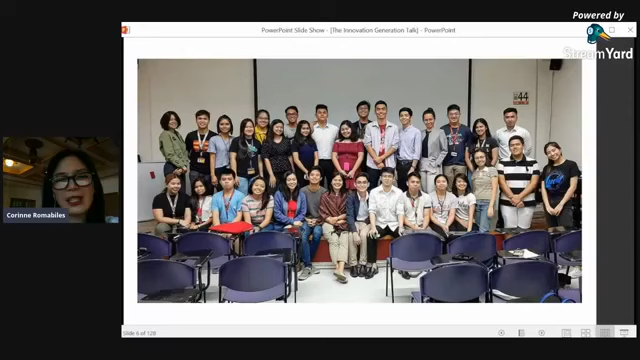 Powered by
StreamYard
PowerPoint Slide Show - [The Innovation Generation Talk] - PowerPoint
44
Corinne Romabiles
Slide 6 of 128